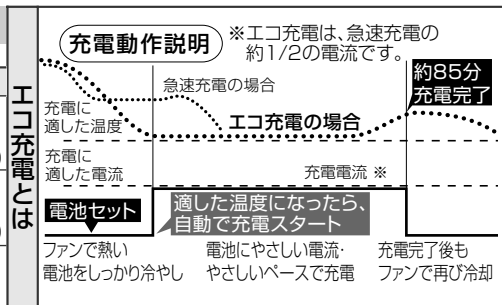 エコ充電とは
充電動作説明
※エコ充電は、急速充電の
約1/2の電流です。
約85分
充電完了
急速充電の場合
充電に
適した温度
エコ充電の場合
充電に
適した電流
充電電流 ※
電池セット
適した温度になったら、
自動で充電スタート
ファンで熱い
電池をしっかり冷やし
電池にやさしい電流・
やさしいペースで充電
充電完了後も
ファンで再び冷却